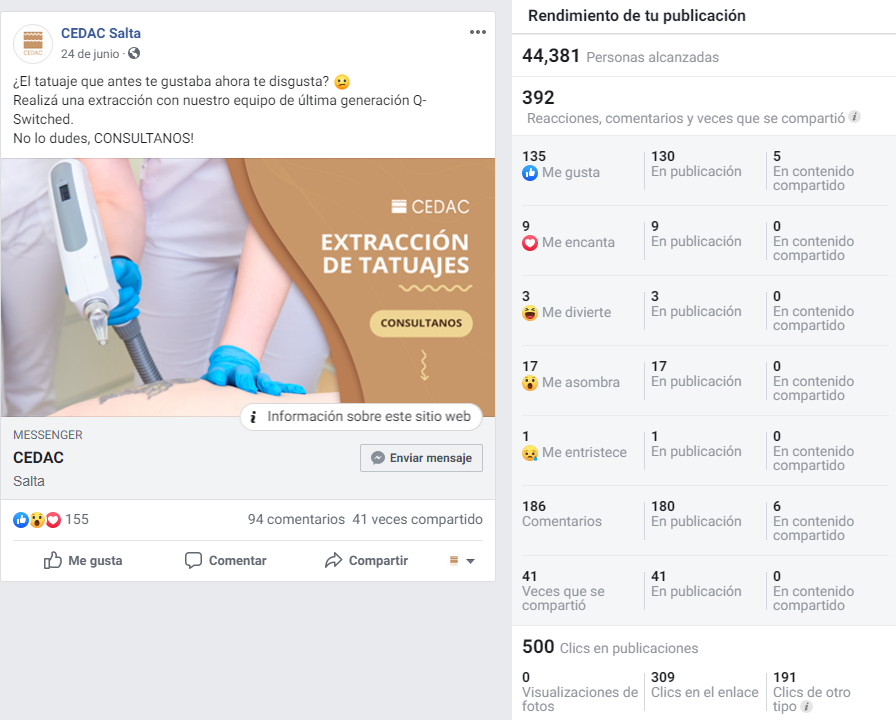 CEDAC
CEDAC Salta
24 de junio ·
¿El tatuaje que antes te gustaba ahora te disgusta? 😢
Realizá una extracción con nuestro equipo de última generación Q-
Switched.
No lo dudes, CONSULTANOS!
CEDAC
EXTRACCIÓN
DE TATUAJES
CONSULTANOS
Información sobre este sitio web
MESSENGER
CEDAC
Salta
Enviar mensaje
155
94 comentarios 41 veces compartido
Me gusta Comentar Compartir
Rendimiento de tu publicación
44,381 Personas alcanzadas
392
Reacciones, comentarios y veces que se compartió
135 130 5
Me gusta En publicación En contenido
compartido
9 9 0
Me encanta En publicación En contenido
compartido
3 3 0
Me divierte En publicación En contenido
compartido
17 17 0
Me asombra En publicación En contenido
compartido
1 1 0
Me entristece En publicación En contenido
compartido
186 180 6
Comentarios En publicación En contenido
compartido
41 41 0
Veces que se En publicación En contenido
compartió compartido
500 Clics en publicaciones
0 309 191
Visualizaciones de Clics en el enlace Clics de otro
fotos tipo